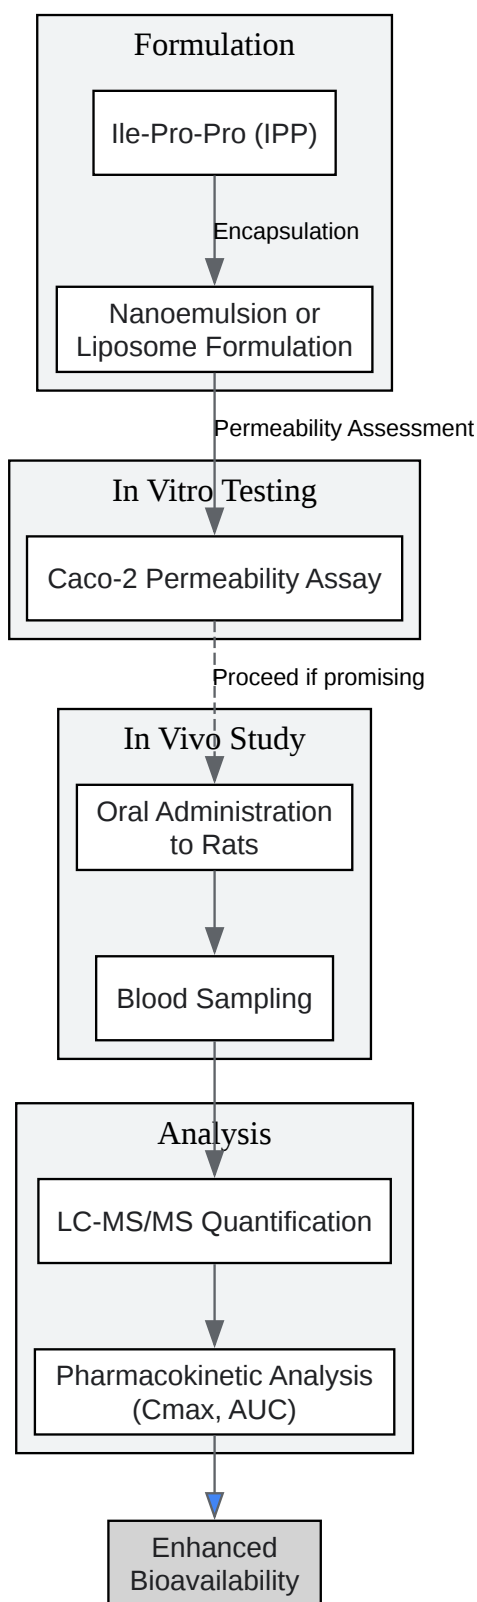 Formulation
Ile-Pro-Pro (IPP)
Encapsulation
Nanoemulsion or
Liposome Formulation
Permeability Assessment
In Vitro Testing
Caco-2 Permeability Assay
Proceed if promising
In Vivo Study
Oral Administration
to Rats
Blood Sampling
Analysis
LC-MS/MS Quantification
Pharmacokinetic Analysis
(Cmax, AUC)
Enhanced
Bioavailability